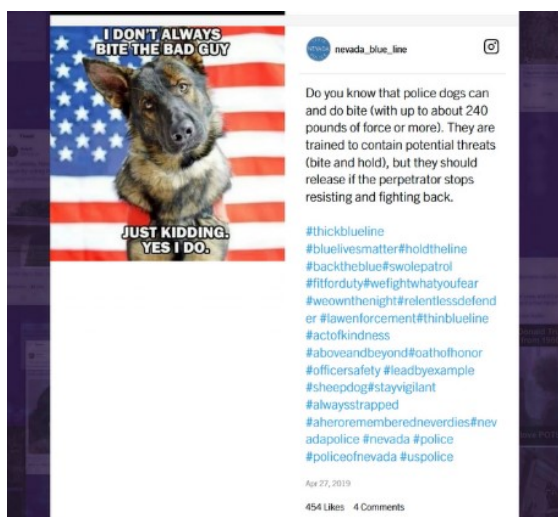 I DON'T ALWAYS
BITE THE BAD GUY
JUST KIDDING.
YES I DO.
nevada_blue_line
Do you know that police dogs can
and do bite (with up to about 240
pounds of force or more). They are
trained to contain potential threats
(bite and hold), but they should
release if the perpetrator stops
resisting and fighting back.
#thickblueline
#bluelivesmatter#holdtheline
#backtheblue#swolepatrol
#fitforduty#wefightwhatyoufear
#weownthenight#relentlessdefend
er #lawenforcement#thinblueline
#actofkindness
#aboveandbeyond#oathofhonor
#officersafety #leadbyexample
#sheepdog#stayvigilant
#alwaysstrapped
#aherorememberedneverdies#nev
adapolice #nevada #police
#policeofnevada #uspolice
Apr 27, 2019
454 Likes 4 Comments